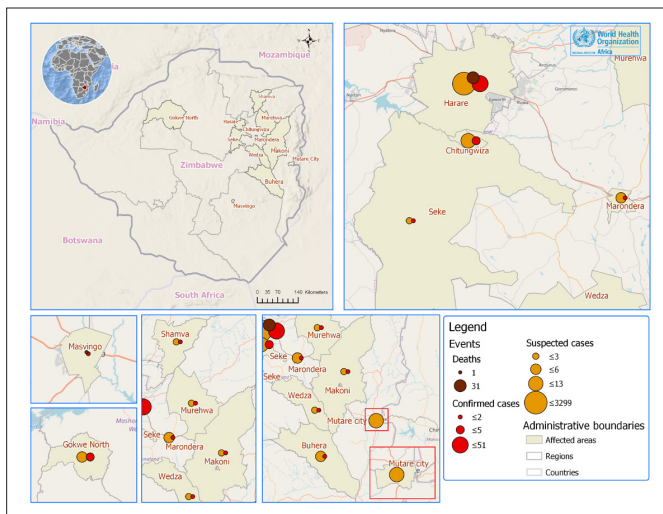 Mozambique
Namibia
Gokwe North
Shamva
Harare
Murehwa
Chitungwiza
Seke
Marondera
Makoni
Wedza
Mutare City
Zimbabwe
Buhera
Masvingo
Botswana
South Africa
0 35 70 140 Kilometers
World Health
Organization
Africa
Murehwa
Harare
Chitungwiza
Marondera
Seke
Wedza
Masvingo
Gokwe North
Shamva
Murehwa
Seke
Marondera
Makoni
Wedza
Murehwa
Seke
Marondera
Seke
Makoni
Wedza
Mutare city
Buhera
Mutare city
Legend
Events
Deaths
1
31
Confirmed cases
≤2
≤5
≤51
Suspected cases
≤3
≤6
≤13
≤3299
Administrative boundaries
Affected areas
Regions
Countries